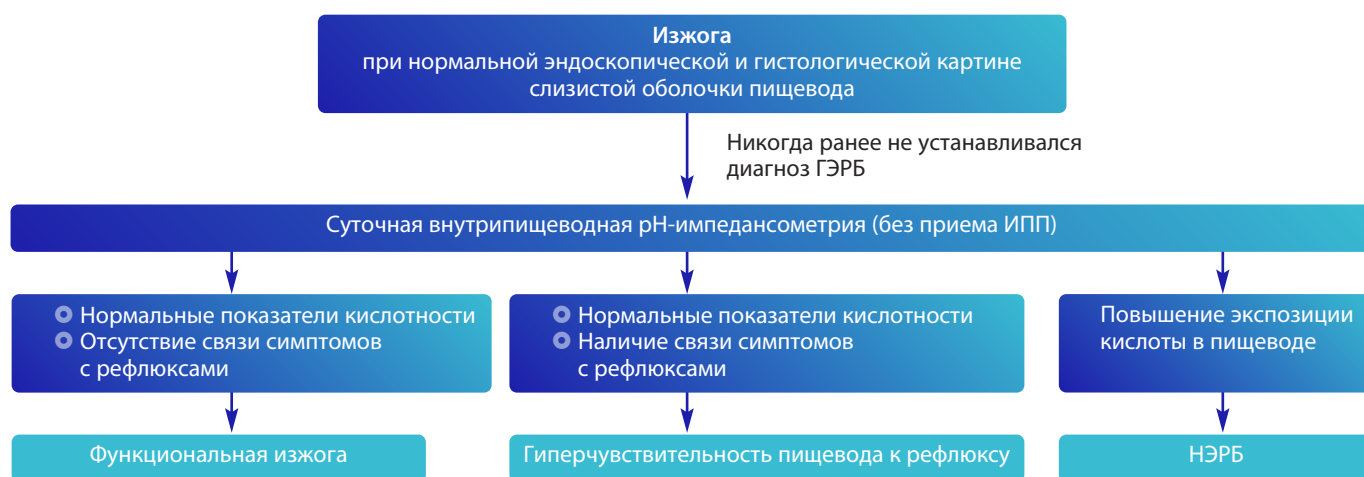 Изжога
при нормальной эндоскопической и гистологической картине
слизистой оболочки пищевода
Никогда ранее не устанавливался
диагноз ГЭРБ
Суточная внутрипищеводная рН-импедансометрия (без приема ИПП)
Нормальные показатели кислотности
Отсутствие связи симптомов
с рефлюксами
Нормальные показатели кислотности
Наличие связи симптомов
с рефлюксами
Повышение экспозиции
кислоты в пищеводе
Функциональная изжога
Гиперчувствительность пищевода к рефлюксу
НЭРБ